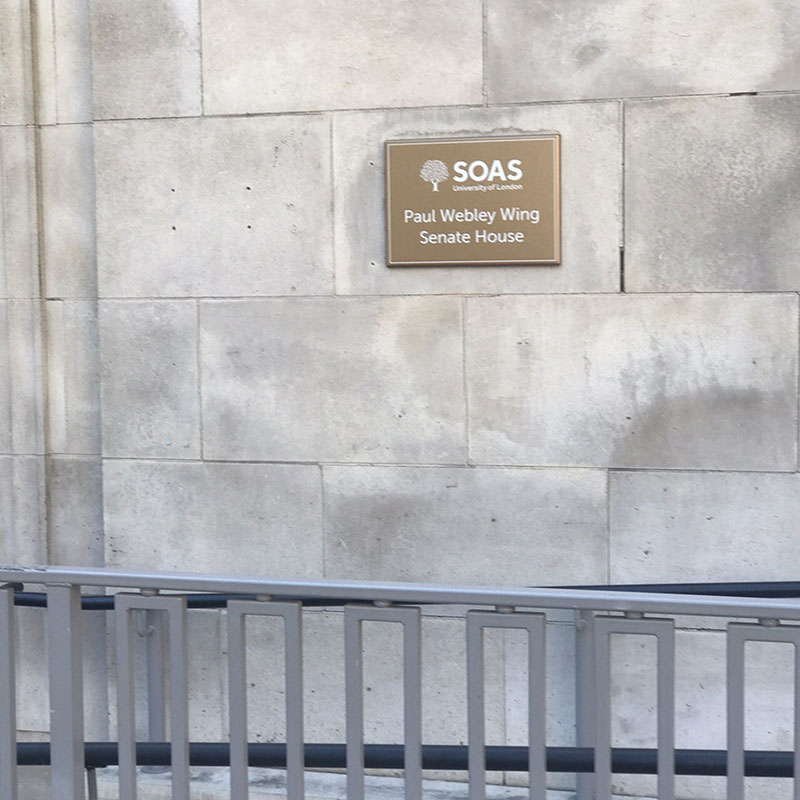 SOAS
University of London
Paul Webley Wing
Senate House